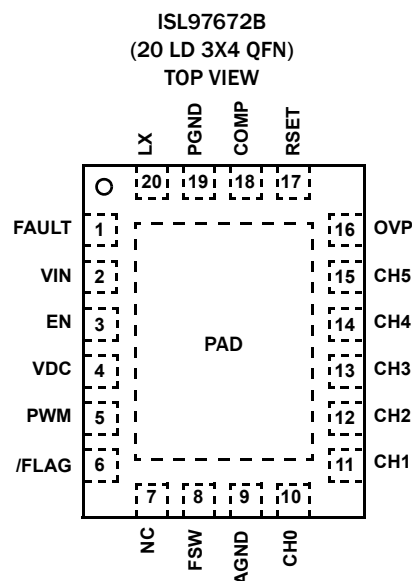 ISL97672B
(20 LD 3X4 QFN)
TOP VIEW
LX PGND COMP RSET
20 19 18 17
FAULT 1 16 OVP
VIN 2 15 CH5
EN 3 14 CH4
VDC 4 13 CH3
PWM 5 12 CH2
/FLAG 6 11 CH1
PAD
7 8 9 10
NC FSW AGND CH0